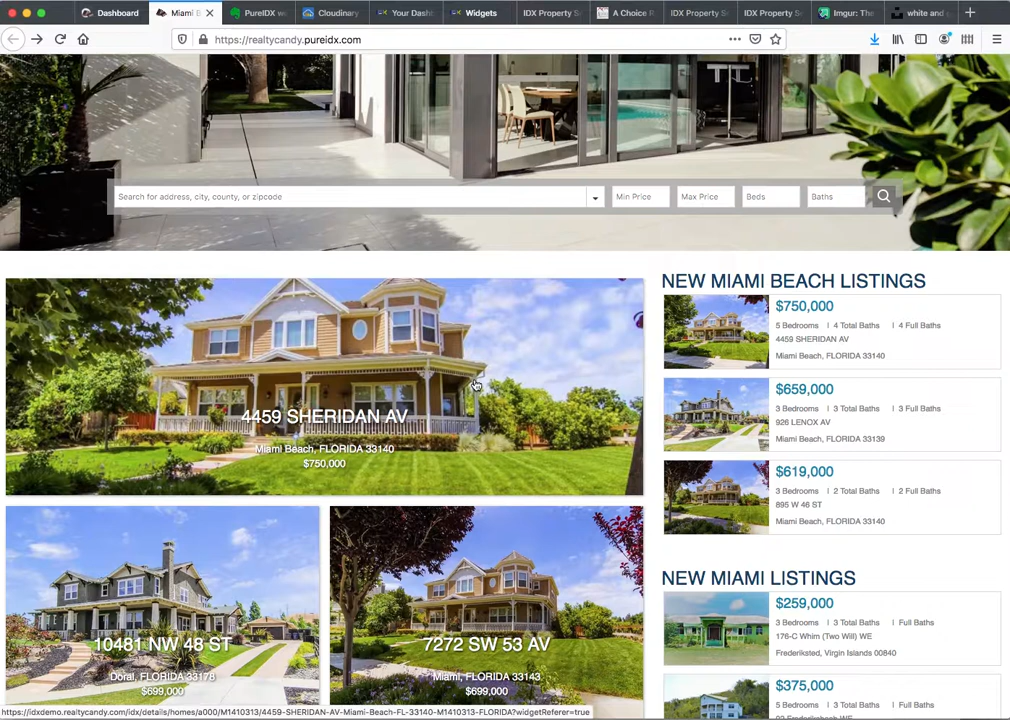 Dashboard
Miami B
PureIDX w
Cloudinary
Your Dash
Widgets
IDX Property S
A Choice R
IDX Property S
IDX Property S
Imgur: The
white and
https://realtycandy.pureidx.com
Search for address, city, county, or zipcode
Min Price
Max Price
Beds
Baths
4459 SHERIDAN AV
Miami Beach, FLORIDA 33140
$750,000
10481 NW 48 ST
Doral, FLORIDA 33178
$699,000
7272 SW 53 AV
Miami, FLORIDA 33143
$699,000
NEW MIAMI BEACH LISTINGS
$750,000
5 Bedrooms | 4 Total Baths | 4 Full Baths
4459 SHERIDAN AV
Miami Beach, FLORIDA 33140
$659,000
3 Bedrooms | 3 Total Baths | 3 Full Baths
926 LENOX AV
Miami Beach, FLORIDA 33139
$619,000
3 Bedrooms | 2 Total Baths | 2 Full Baths
895 W 46 ST
Miami Beach, FLORIDA 33140
NEW MIAMI LISTINGS
$259,000
3 Bedrooms | 3 Total Baths | Full Baths
176-C Whim (Two Will) WE
Frederiksted, Virgin Islands 00840
$375,000
3 Bedrooms | 3 Total Baths | Full Baths
https://idxdemo.realtycandy.com/idx/details/homes/a000/M1410313/4459-SHERIDAN-AV-Miami-Beach-FL-33140-M1410313-FLORIDA?widgetReferer=true